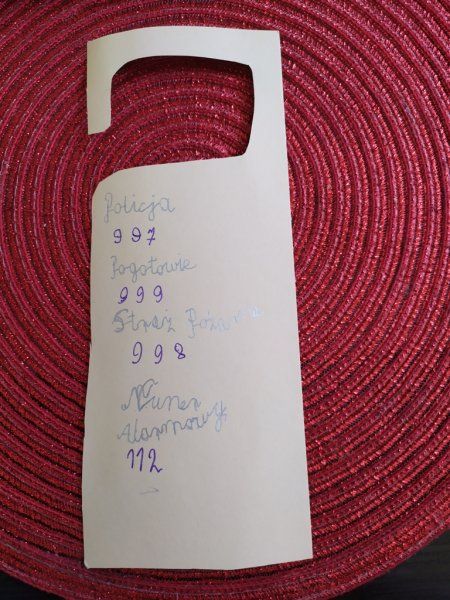 Policja
997
Pogotowie
999
Straż Pożarna
998
Numer
Alarmowy
112